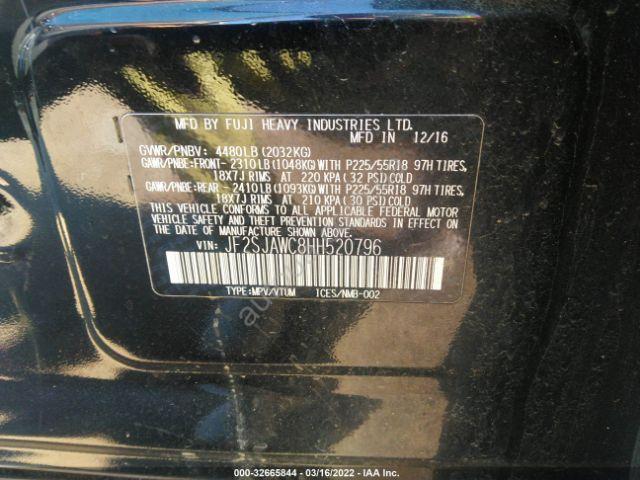 MFD BY FUJI HEAVY INDUSTRIES LTD.
MFD IN 12/16
GVWR/PNBV: 4480LB (2032KG)
GAWR/PNBE:FRONT-2310LB(1048KG)WITH P225/55R18 97H TIRES,
18X7J RIMS AT 220 KPA(32 PSI)COLD
GAWR/PNBE:REAR -2410LB(1093KG)WITH P225/55R18 97H TIRES,
18X7J RIMS AT 210 KPA(30 PSI)COLD
THIS VEHICLE CONFORMS TO ALL APPLICABLE FEDERAL MOTOR
VEHICLE SAFETY, BUMPER, AND THEFT PREVENTION STANDARDS IN EFFECT ON
THE DATE OF MANUFACTURE SHOWN ABOVE.
VIN: JF2SJAWC8HH520796
TYPE:MPV/VTUM ICES/NMB-002
000-32665844 - 03/16/2022 - IAA Inc.